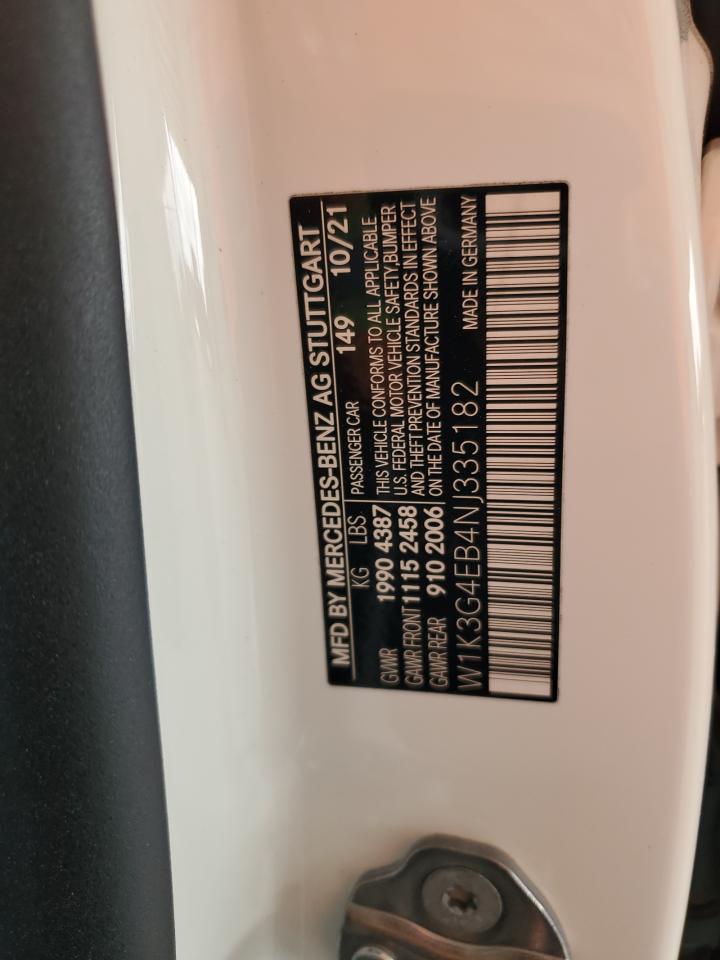 MFD BY MERCEDES-BENZ AG STUTTGART
KG LBS PASSENGER CAR 149 10/21
GWR 1990 4387
GAWR FRONT 1115 2458
GAWR REAR 910 2006
THIS VEHICLE CONFORMS TO ALL APPLICABLE
U.S. FEDERAL MOTOR VEHICLE SAFETY,BUMPER
AND THEFT PREVENTION STANDARDS IN EFFECT
ON THE DATE OF MANUFACTURE SHOWN ABOVE
W1K3G4EB4NJ335182 MADE IN GERMANY